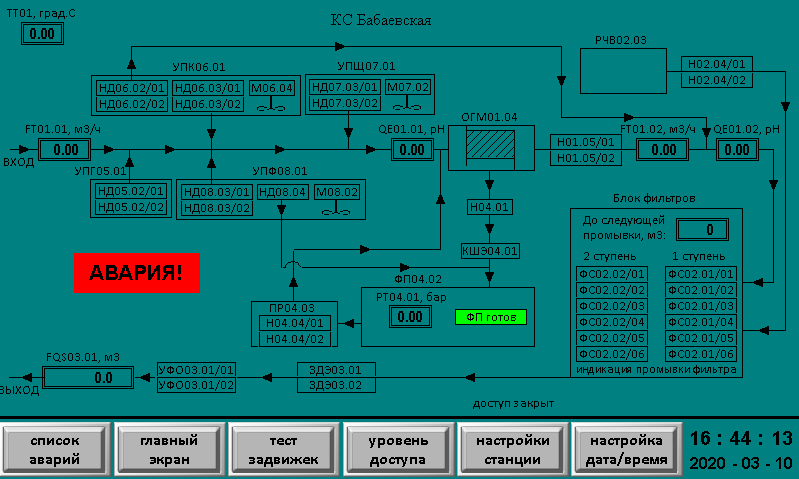 TT01, град.С
0.00
КС Бабаевская
РЧВ02.03
Н02.04/01
Н02.04/02
УПК06.01
НД06.02/01
НД06.02/02
НД06.03/01
НД06.03/02
М06.04
УПЩ07.01
НД07.03/01
НД07.03/02
М07.02
FT01.01, м3/ч
0.00
ВХОД
QE01.01, pH
0.00
ОГМ01.04
Н01.05/01
Н01.05/02
FT01.02, м3/ч
0.00
QE01.02, pH
0.00
УПГ05.01
НД05.02/01
НД05.02/02
УПФ08.01
НД08.03/01
НД08.03/02
НД08.04
М08.02
Н04.01
КШЭ04.01
Блок фильтров
До следующей
промывки, м3:
0
2 ступень
1 ступень
ФС02.02/01
ФС02.01/01
ФС02.02/02
ФС02.01/02
ФС02.02/03
ФС02.01/03
ФС02.02/04
ФС02.01/04
ФС02.02/05
ФС02.01/05
ФС02.02/06
ФС02.01/06
индикация промывки фильтра
АВАРИЯ!
ФП04.02
РТ04.01, бар
0.00
ФП готов
ПР04.03
Н04.04/01
Н04.04/02
FQS03.01, м3
0.0
ВЫХОД
УФО03.01/01
УФО03.01/02
ЗДЭ03.01
ЗДЭ03.02
доступ закрыт
список
аварий
главный
экран
тест
задвижек
уровень
доступа
настройки
станции
настройка
дата/время
16 : 44 : 13
2020 - 03 - 10